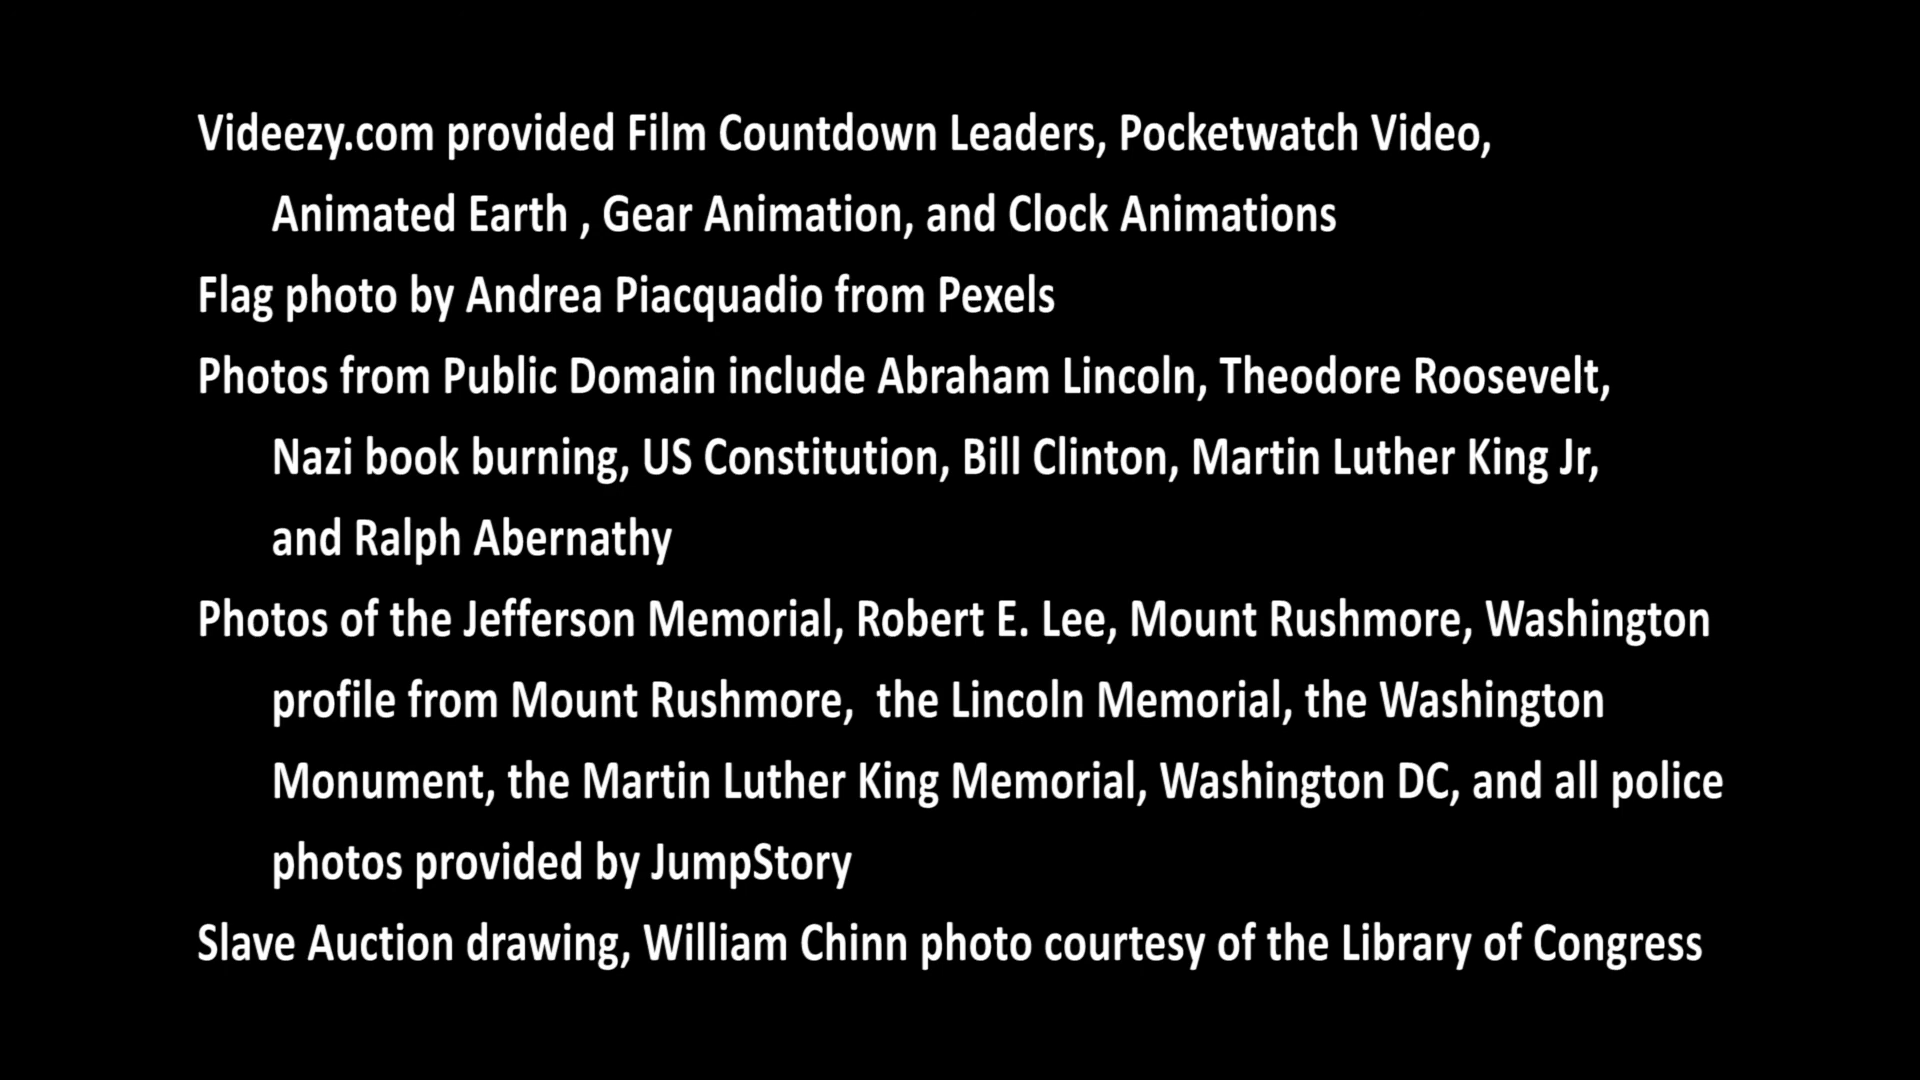 Videezy.com provided Film Countdown Leaders, Pocketwatch Video,
Animated Earth , Gear Animation, and Clock Animations
Flag photo by Andrea Piacquadio from Pexels
Photos from Public Domain include Abraham Lincoln, Theodore Roosevelt,
Nazi book burning, US Constitution, Bill Clinton, Martin Luther King Jr,
and Ralph Abernathy
Photos of the Jefferson Memorial, Robert E. Lee, Mount Rushmore, Washington
profile from Mount Rushmore,  the Lincoln Memorial, the Washington
Monument, the Martin Luther King Memorial, Washington DC, and all police
photos provided by JumpStory
Slave Auction drawing, William Chinn photo courtesy of the Library of Congress